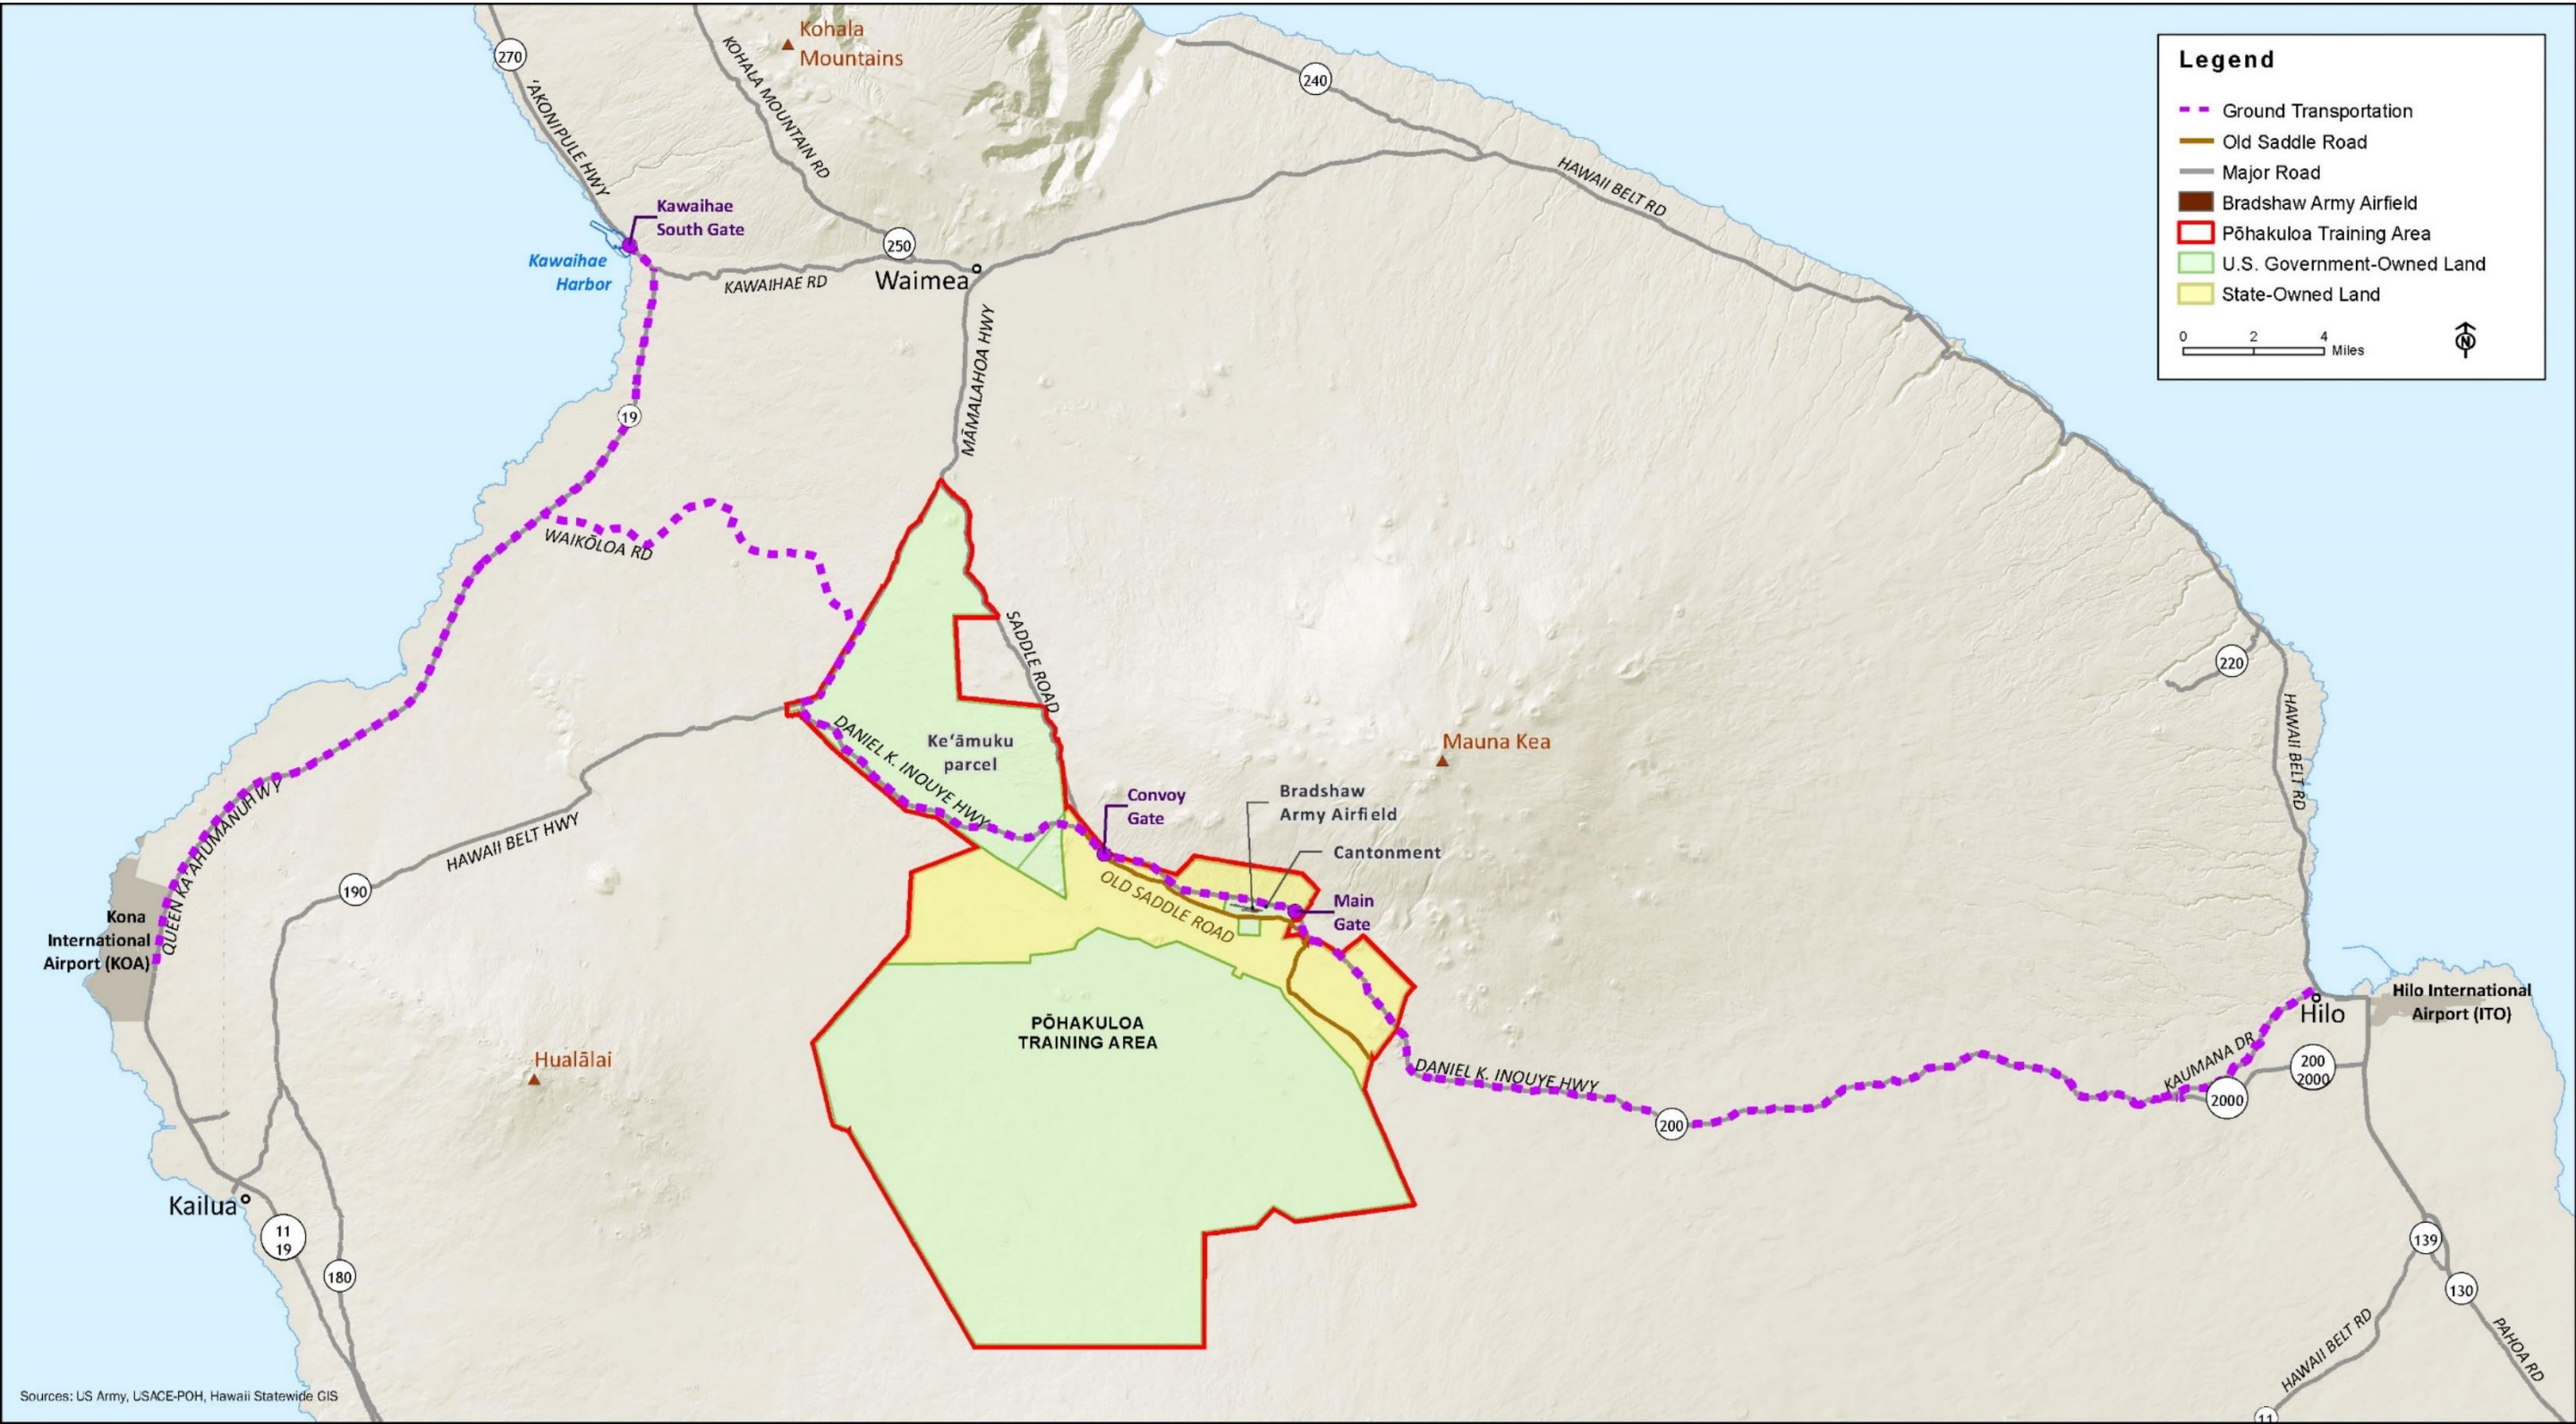 Kohala
Mountains
270
'AKONIPULE HWY
KOHALA MOUNTAIN RD
240
HAWAII BELT RD
Legend
Ground Transportation
Old Saddle Road
Major Road
Bradshaw Army Airfield
Pōhakuloa Training Area
U.S. Government-Owned Land
State-Owned Land
0 2 4
Miles
N
Kawaihae
South Gate
Kawaihae
Harbor
250
Waimea
KAWAIHAE RD
MĀMALAHOA HWY
19
WAIKŌLOA RD
SADDLE ROAD
220
HAWAII BELT RD
DANIEL K. INOUYE HWY
Ke'āmuku
parcel
Mauna Kea
Convoy
Gate
Bradshaw
Army Airfield
Cantonment
QUEEN KA'AHUMANUHWY
HAWAII BELT HWY
190
OLD SADDLE ROAD
Main
Gate
Kona
International
Airport (KOA)
PŌHAKULOA
TRAINING AREA
Hilo International
Airport (ITO)
Hilo
Hualālai
DANIEL K. INOUYE HWY
KAUMANA DR
200
2000
2000
200
Kailua
11
19
180
139
130
HAWAII BELT RD
PAHOA RD
11
Sources: US Army, USACE-POH, Hawaii Statewide GIS